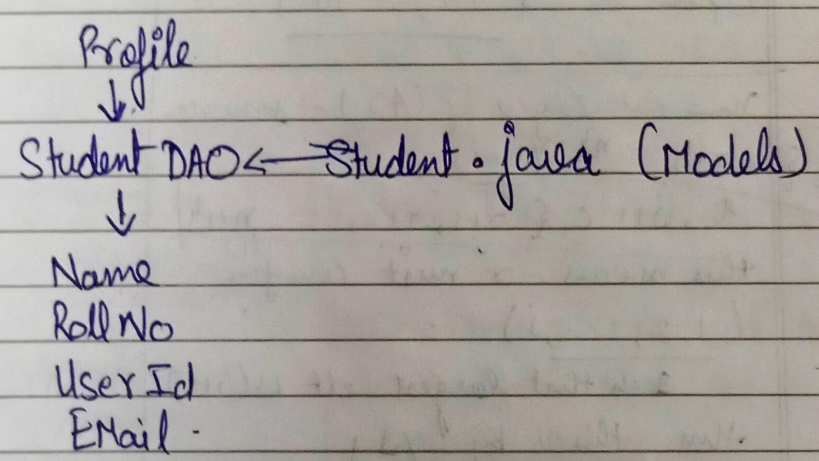 Profile
↓
Student DAO ← Student.java (Models)
↓
Name
Roll No
User Id
EMail